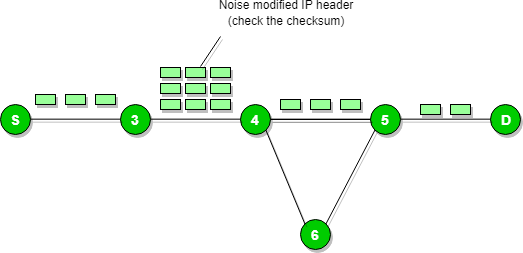 Noise modified IP header
(check the checksum)
S
3
4
5
D
6